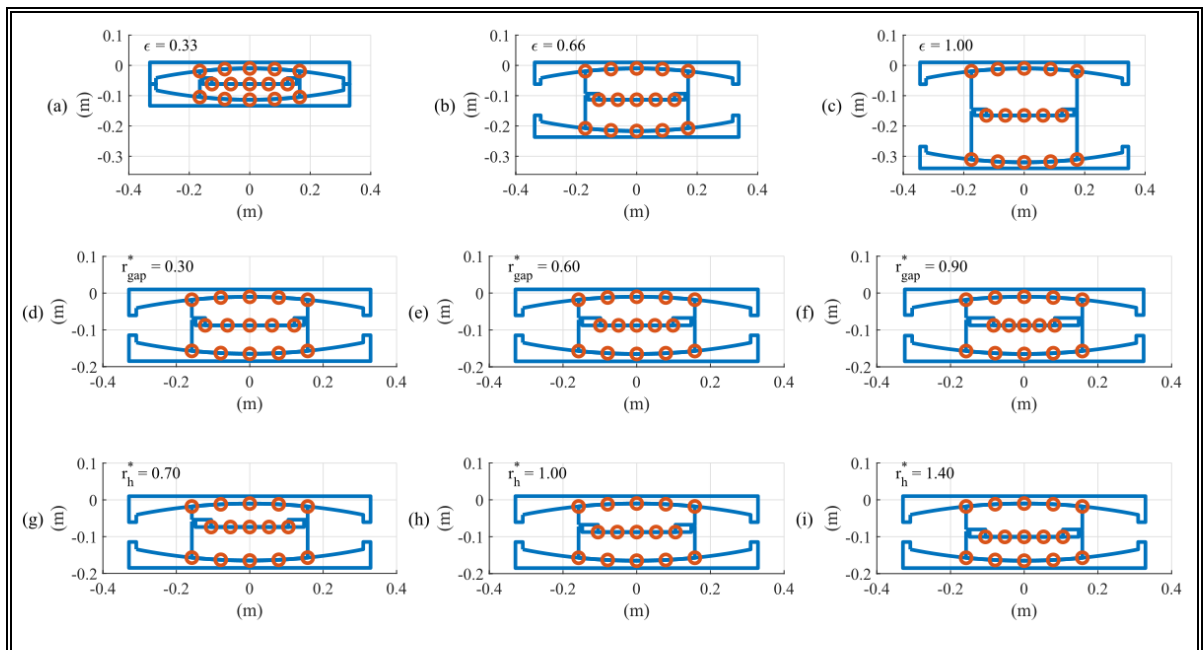 ϵ = 0.33
0.1
0
-0.1
-0.2
-0.3
(a)
(m)
-0.4 -0.2 0 0.2 0.4
(m)
ϵ = 0.66
0.1
0
-0.1
-0.2
-0.3
(b)
(m)
-0.4 -0.2 0 0.2 0.4
(m)
ϵ = 1.00
0.1
0
-0.1
-0.2
-0.3
(c)
(m)
-0.4 -0.2 0 0.2 0.4
(m)
r*gap = 0.30
0.1
0
-0.1
-0.2
(d)
(m)
-0.4 -0.2 0 0.2 0.4
(m)
r*gap = 0.60
0.1
0
-0.1
-0.2
(e)
(m)
-0.4 -0.2 0 0.2 0.4
(m)
r*gap = 0.90
0.1
0
-0.1
-0.2
(f)
(m)
-0.4 -0.2 0 0.2 0.4
(m)
r*h = 0.70
0.1
0
-0.1
-0.2
(g)
(m)
-0.4 -0.2 0 0.2 0.4
(m)
r*h = 1.00
0.1
0
-0.1
-0.2
(h)
(m)
-0.4 -0.2 0 0.2 0.4
(m)
r*h = 1.40
0.1
0
-0.1
-0.2
(i)
(m)
-0.4 -0.2 0 0.2 0.4
(m)